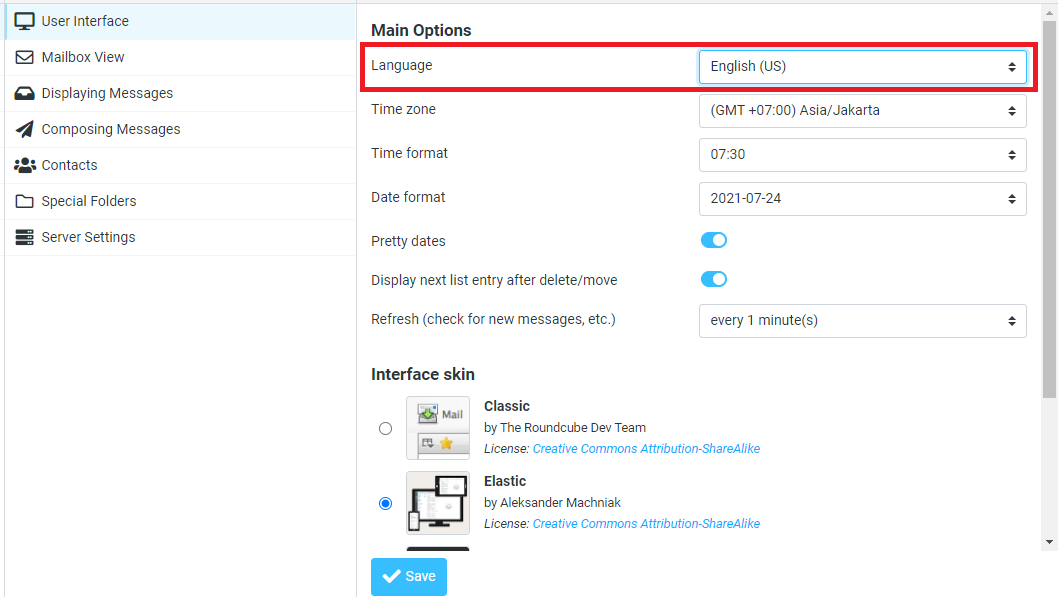 User Interface
Mailbox View
Displaying Messages
Composing Messages
Contacts
Special Folders
Server Settings
Main Options
Language English (US)
Time zone (GMT +07:00) Asia/Jakarta
Time format 07:30
Date format 2021-07-24
Pretty dates
Display next list entry after delete/move
Refresh (check for new messages, etc.) every 1 minute(s)
Interface skin
Mail
Classic
by The Roundcube Dev Team
License: Creative Commons Attribution-ShareAlike
Elastic
by Aleksander Machniak
License: Creative Commons Attribution-ShareAlike
Save